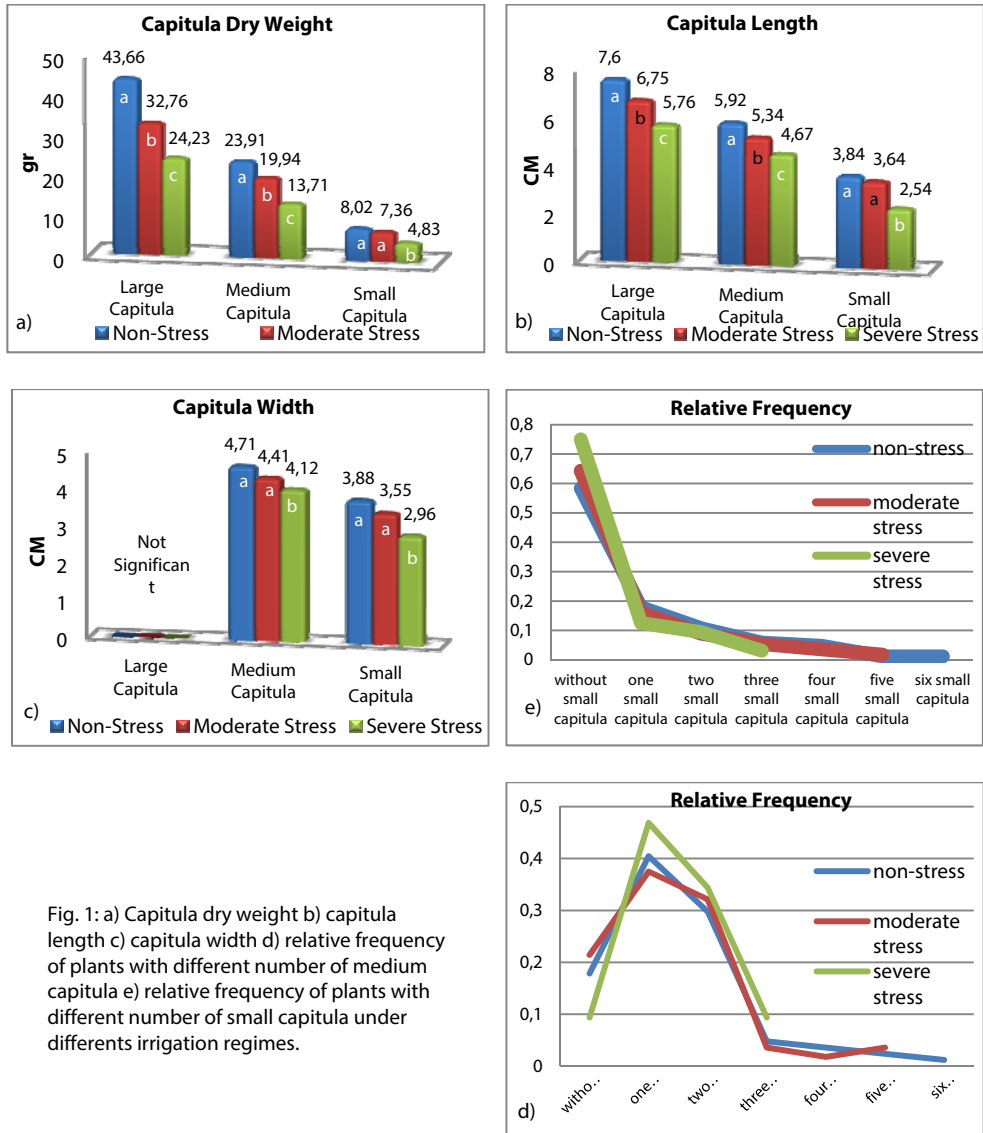 Capitula Dry Weight
50
40
30
20
10
0
gr
43,66
32,76
24,23
23,91
19,94
13,71
8,02
7,36
4,83
a
b
c
a
b
c
a
a
b
Large
Capitula
Medium
Capitula
Small
Capitula
a)
Non-Stress
Moderate Stress
Capitula Length
8
6
4
2
0
CM
7,6
6,75
5,76
5,92
5,34
4,67
3,84
3,64
2,54
a
b
c
a
b
c
a
a
b
Large
Capitula
Medium
Capitula
Small
Capitula
b)
Non-Stress
Moderate Stress
Severe Stress
Capitula Width
5
4
3
2
1
0
CM
Not
Significan
t
4,71
4,41
4,12
3,88
3,55
2,96
a
a
b
a
a
b
Large
Capitula
Medium
Capitula
Small
Capitula
c)
Non-Stress
Moderate Stress
Severe Stress
Relative Frequency
0,8
0,7
0,6
0,5
0,4
0,3
0,2
0,1
0
non-stress
moderate
stress
severe
stress
without
small
capitula
one
small
capitula
two
small
capitula
three
small
capitula
four
small
capitula
five
small
capitula
six small
capitula
e)
Relative Frequency
0,5
0,4
0,3
0,2
0,1
0
non-stress
moderate
stress
severe
stress
witho..
one..
two..
three..
four..
five..
six..
d)
Fig. 1: a) Capitula dry weight b) capitula
length c) capitula width d) relative frequency
of plants with different number of medium
capitula e) relative frequency of plants with
different number of small capitula under
differents irrigation regimes.